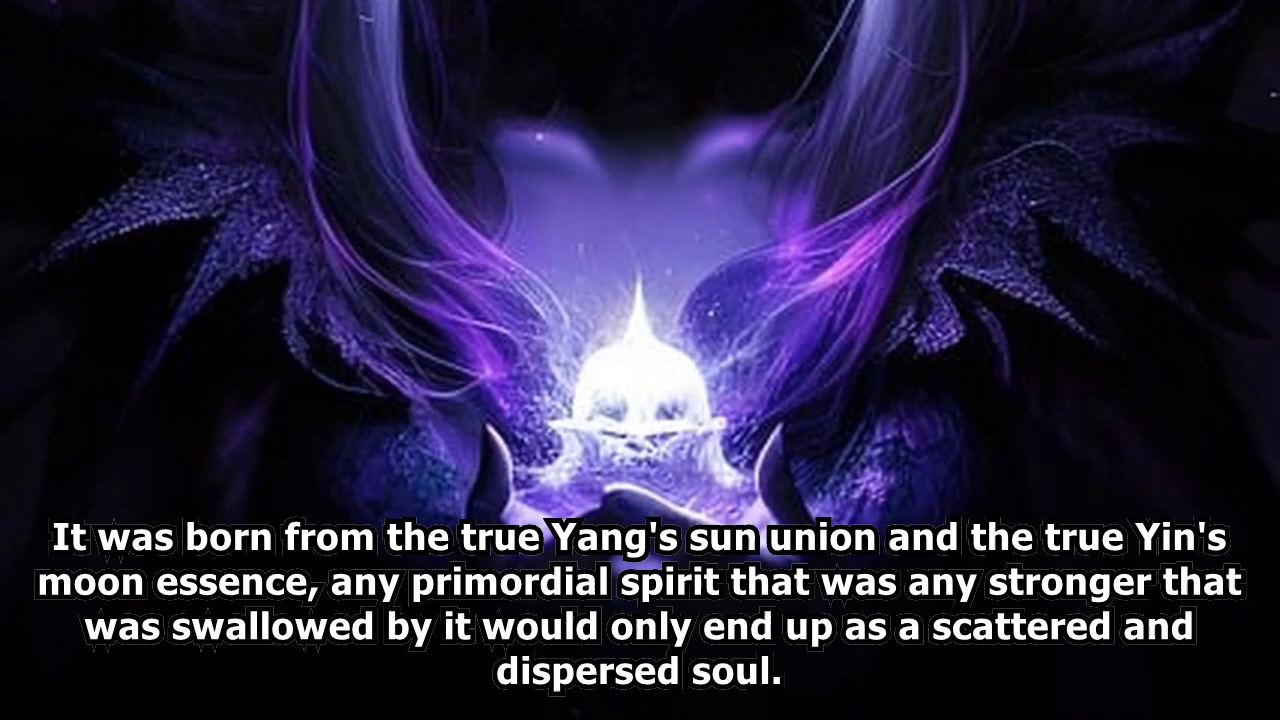 It was born from the true Yang's sun union and the true Yin's
moon essence, any primordial spirit that was any stronger that
was swallowed by it would only end up as a scattered and
dispersed soul.